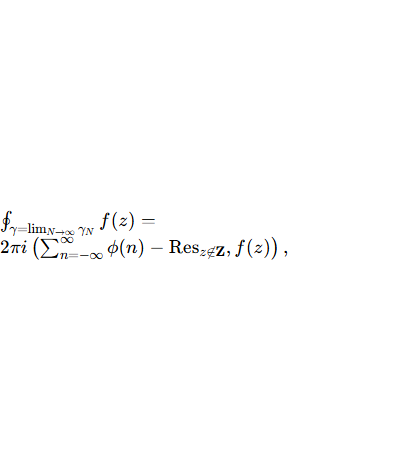 ∮_{γ=lim_{N→∞} γ_N} f(z) =
2πi (∑_{n=−∞}^{∞} ϕ(n) − Res_{z∉𝐙}, f(z)) ,